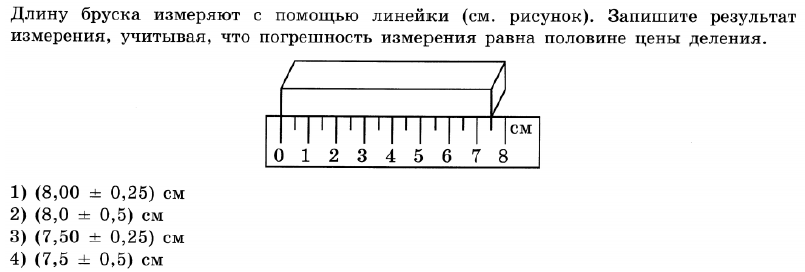 Длину бруска измеряют с помощью линейки (см. рисунок). Запишите результат
измерения, учитывая, что погрешность измерения равна половине цены деления.
см
0 1 2 3 4 5 6 7 8
1) (8,00 ± 0,25) см
2) (8,0 ± 0,5) см
3) (7,50 ± 0,25) см
4) (7,5 ± 0,5) см